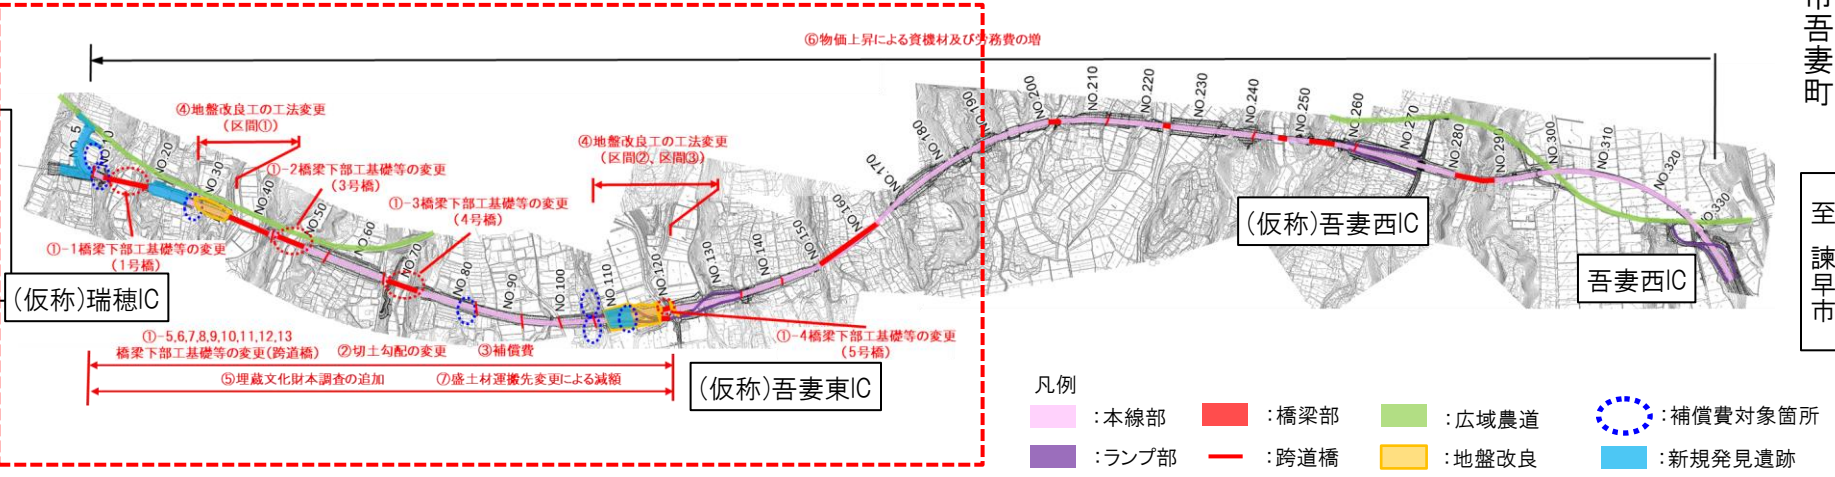 ⑥物価上昇による資機材及び労務費の増
④地盤改良工の工法変更
(区間①)
④地盤改良工の工法変更
(区間②、区間③)
①-2橋梁下部工基礎等の変更
(3号橋)
①-3橋梁下部工基礎等の変更
(4号橋)
①-1橋梁下部工基礎等の変更
(1号橋)
(仮称)瑞穂IC
NO.5
NO.10
NO.20
NO.30
NO.40
NO.50
NO.60
NO.70
NO.80
NO.90
NO.100
NO.110
NO.120
NO.130
NO.140
NO.150
NO.160
NO.170
NO.180
NO.190
NO.200
NO.210
NO.220
NO.230
NO.240
NO.250
NO.260
NO.270
NO.280
NO.290
NO.300
NO.310
NO.320
NO.330
(仮称)吾妻西IC
吾妻西IC
①-5,6,7,8,9,10,11,12,13
橋梁下部工基礎等の変更(跨道橋)
②切土勾配の変更
③補償費
①-4橋梁下部工基礎等の変更
(5号橋)
⑤埋蔵文化財本調査の追加
⑦盛土材運搬先変更による減額
(仮称)吾妻東IC
市吾妻町
至 諫早市
凡例
:本線部
:橋梁部
:広域農道
:補償費対象箇所
:ランプ部
:跨道橋
:地盤改良
:新規発見遺跡